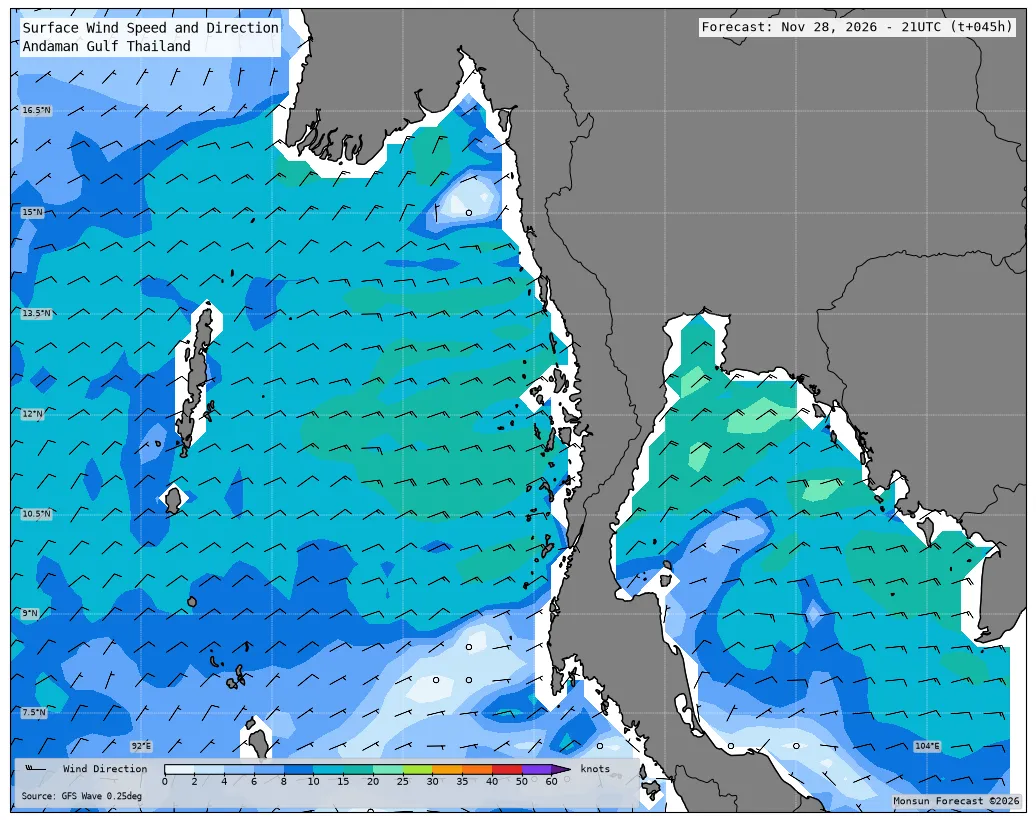 Surface Wind Speed and Direction
Andaman Gulf Thailand
Forecast: Nov 28, 2026 - 21UTC (t+045h)
16.5°N
15°N
13.5°N
12°N
10.5°N
9°N
7.5°N
92°E
104°E
Wind Direction
0 2 4 6 8 10 15 20 25 30 35 40 50 60
knots
Source: GFS Wave 0.25deg
Monsun Forecast ©2026